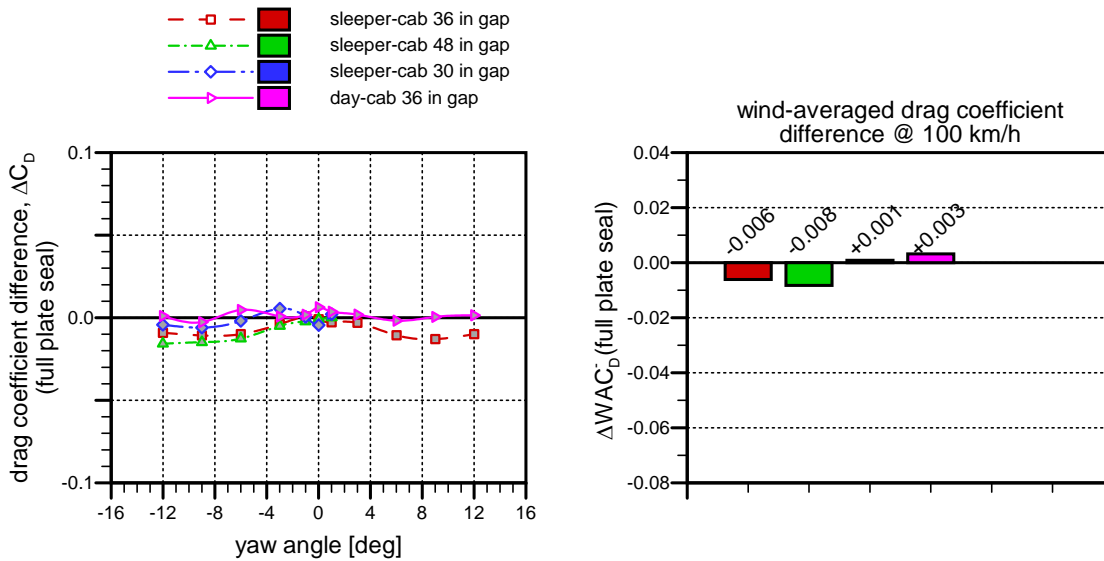 sleeper-cab 36 in gap
sleeper-cab 48 in gap
sleeper-cab 30 in gap
day-cab 36 in gap
drag coefficient difference, ΔC_D
(full plate seal)
0.1
0.0
-0.1
-16 -12 -8 -4 0 4 8 12 16
yaw angle [deg]
wind-averaged drag coefficient
difference @ 100 km/h
ΔWAC_D (full plate seal)
0.04
0.02
0.00
-0.02
-0.04
-0.06
-0.08
-0.006 -0.008 +0.001 +0.003